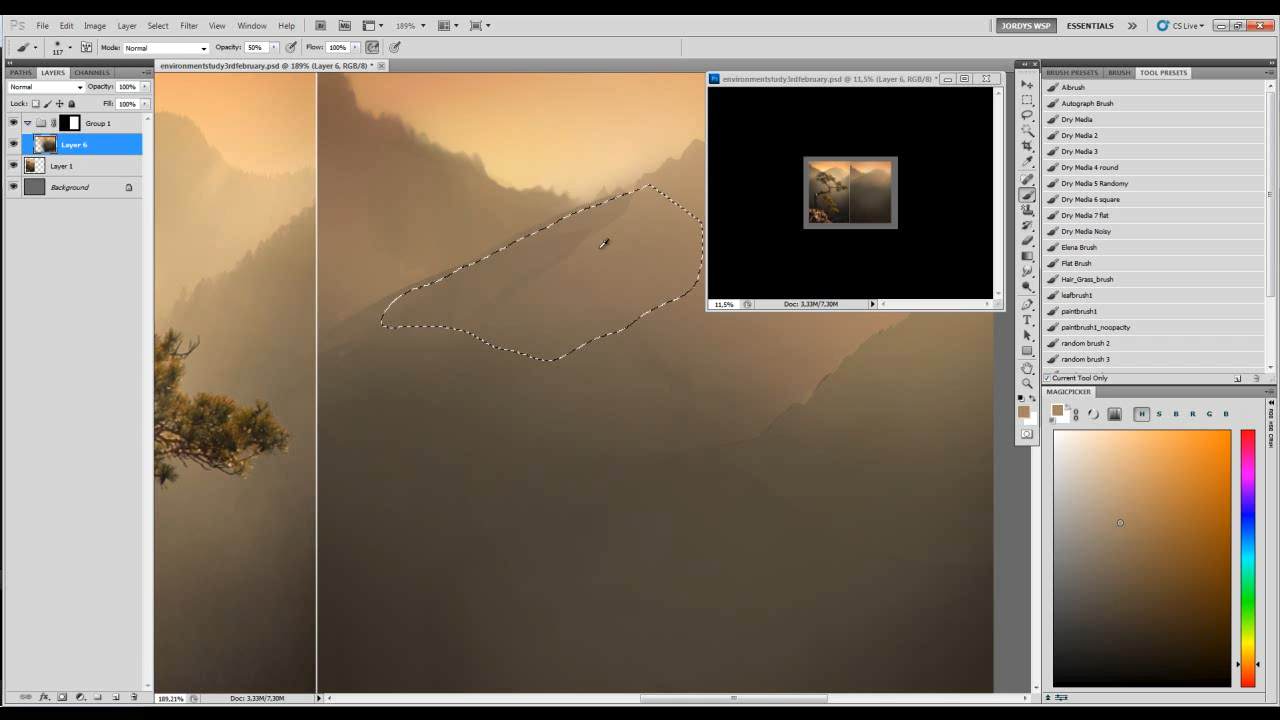 Ps File Edit Image Layer Select Filter View Window Help Br Mb 189% JORDYS WSP ESSENTIALS CS Live
117 Mode: Normal Opacity: 50% Flow: 100%
environmentstudy3rdfebruary.psd @ 189% (Layer 6, RGB/8) *
PATHS LAYERS CHANNELS
Normal Opacity: 100%
Lock: Fill: 100%
Group 1
Layer 6
Layer 1
Background
environmentstudy3rdfebruary.psd @ 11,5% (Layer 6, RGB/8) *
11,5% Doc: 3,33M/7,30M
BRUSH PRESETS BRUSH TOOL PRESETS
Aibrush
Autograph Brush
Dry Media
Dry Media 2
Dry Media 3
Dry Media 4 round
Dry Media 5 Randomy
Dry Media 6 square
Dry Media 7 flat
Dry Media Noisy
Elena Brush
Flat Brush
Hair_Grass_brush
leafbrush1
paintbrush1
paintbrush1_noopacity
random brush 2
random brush 3
Current Tool Only
MAGICPICKER
H S B R G B
189,21% Doc: 3,33M/7,30M